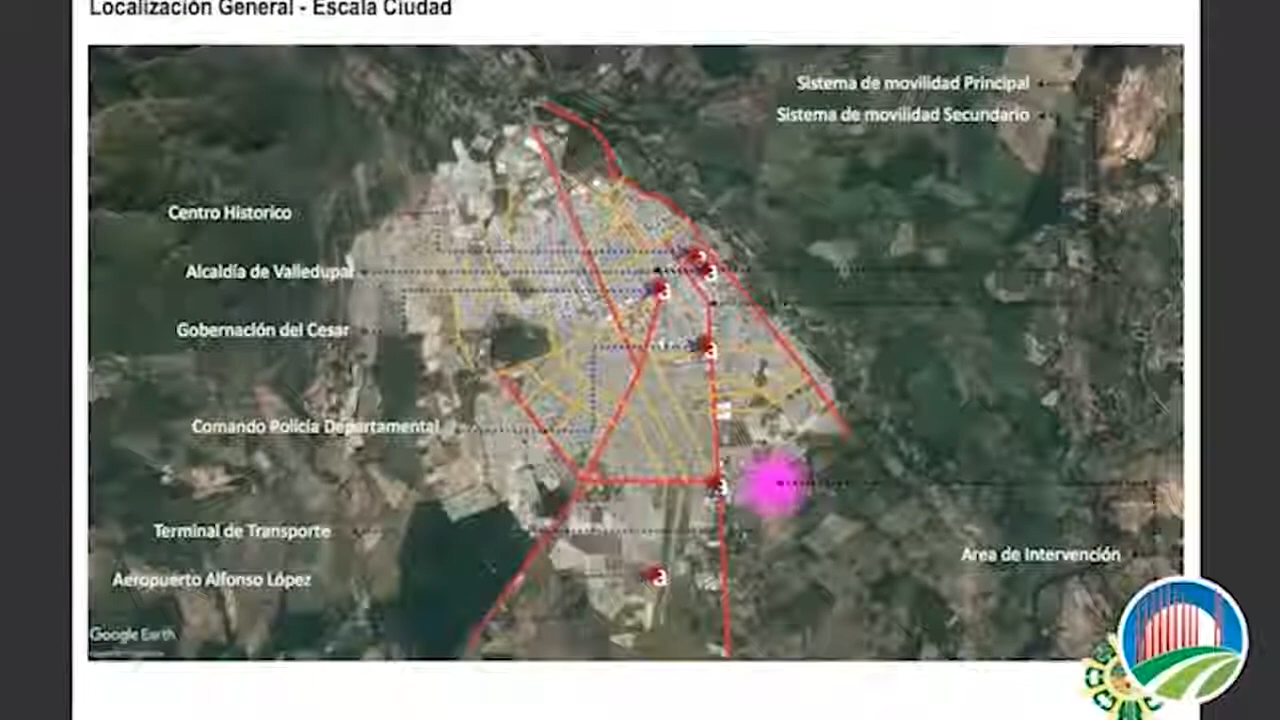 Localización General - Escala Ciudad
Sistema de movilidad Principal
Sistema de movilidad Secundario
Centro Historico
Alcaldía de Valledupar
Gobernación del Cesar
Comando Policia Departamental
Terminal de Transporte
Area de Intervención
Aeropuerto Alfonso López
Google Earth
a
a
a
a
a
a